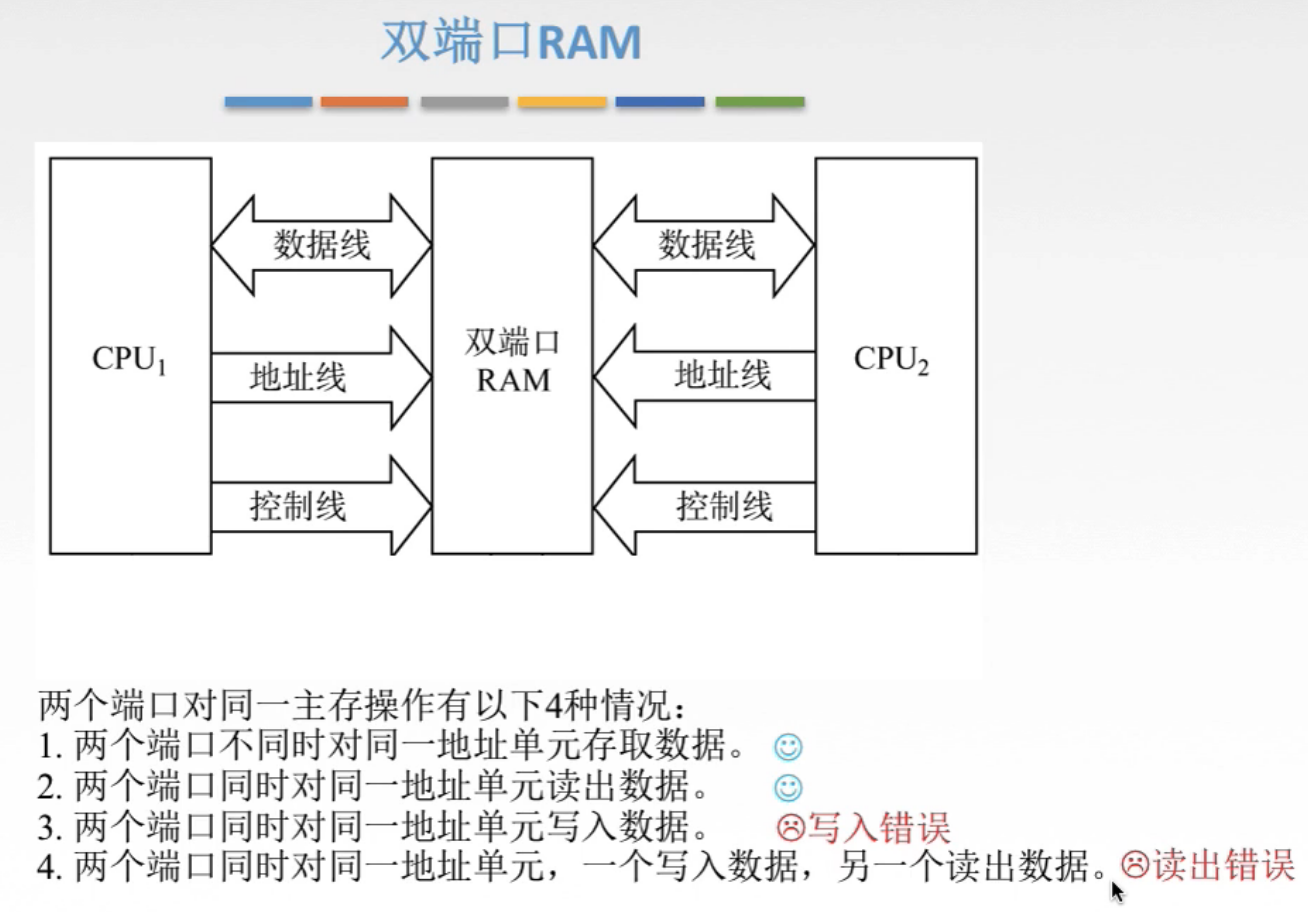 双端口RAM
数据线
数据线
CPU1
双端口
RAM
CPU2
地址线
地址线
控制线
控制线
两个端口对同一主存操作有以下4种情况：
1. 两个端口不同时对同一地址单元存取数据。
2. 两个端口同时对同一地址单元读出数据。
3. 两个端口同时对同一地址单元写入数据。 写入错误
4. 两个端口同时对同一地址单元，一个写入数据，另一个读出数据。 读出错误